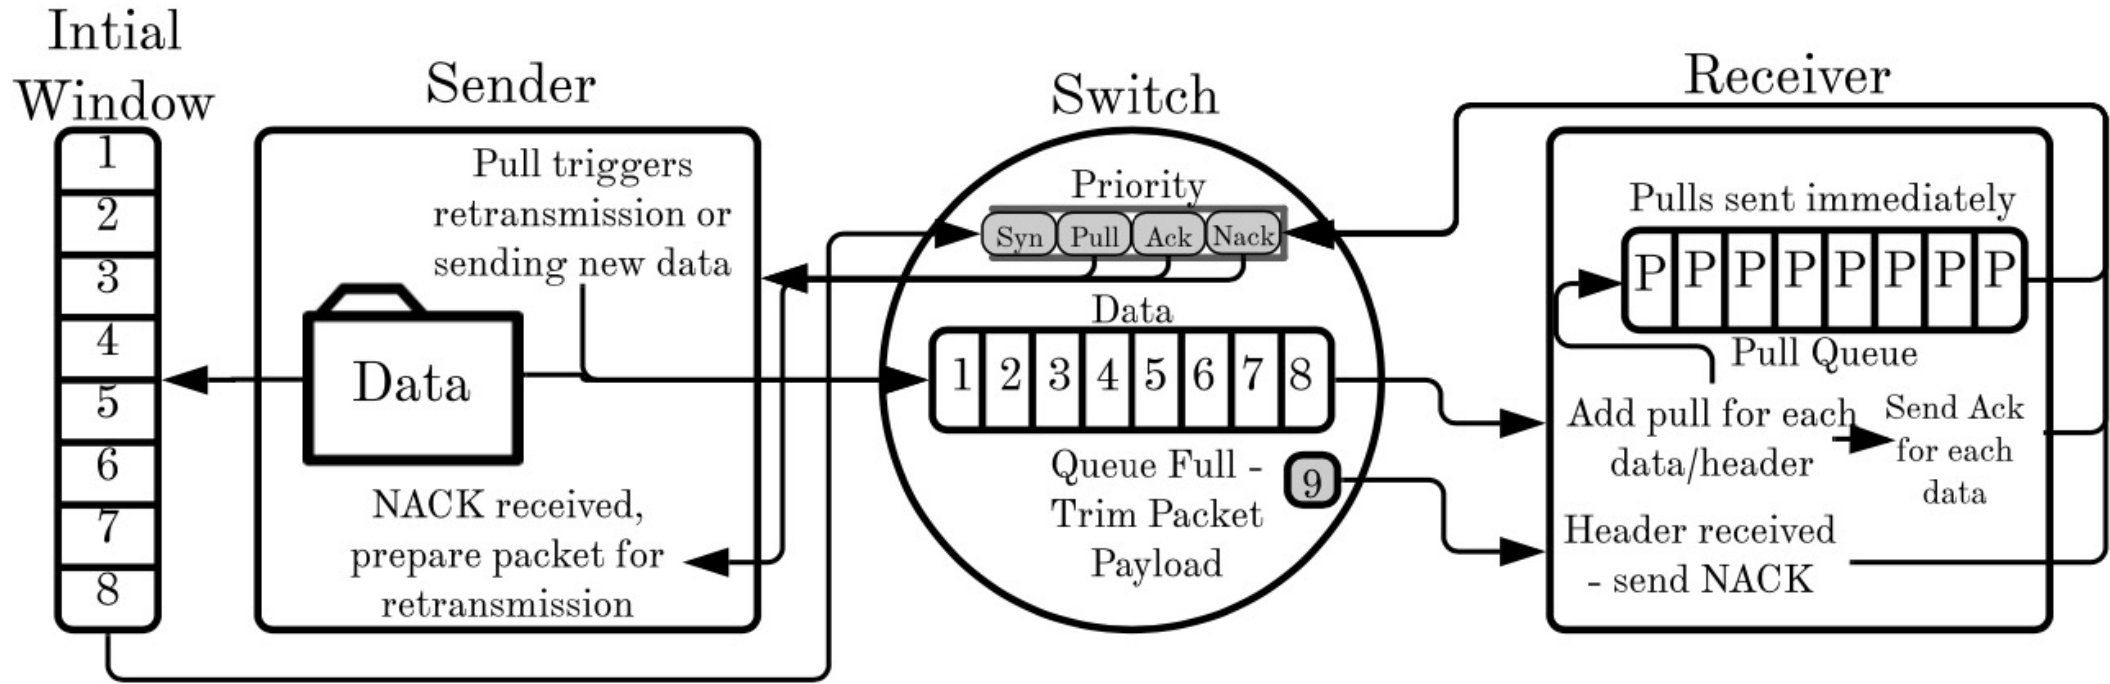 Intial
Window
1
2
3
4
5
6
7
8
Sender
Pull triggers
retransmission or
sending new data
Data
NACK received,
prepare packet for
retransmission
Switch
Priority
Syn Pull Ack Nack
Data
1 2 3 4 5 6 7 8
Queue Full -
Trim Packet
Payload
9
Receiver
Pulls sent immediately
P P P P P P P P
Pull Queue
Add pull for each
data/header
Send Ack
for each
data
Header received
- send NACK